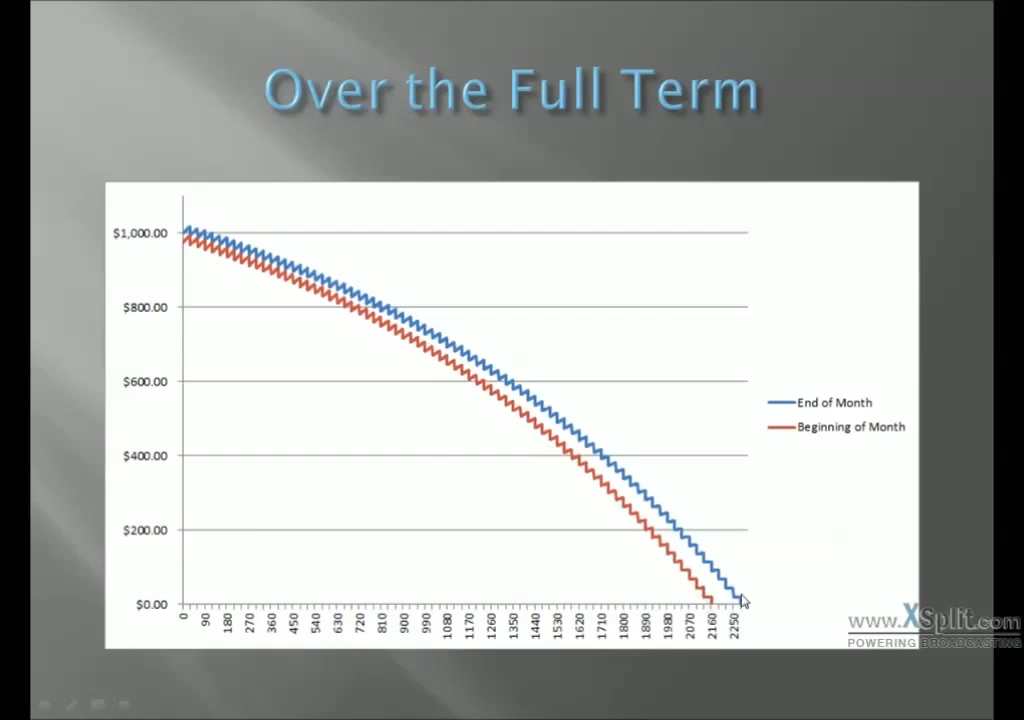 Over the Full Term
$1,000.00
$800.00
$600.00
$400.00
$200.00
$0.00
0 90 180 270 360 450 540 630 720 810 900 990 1080 1170 1260 1350 1440 1530 1620 1710 1800 1890 1980 2070 2160 2250
End of Month
Beginning of Month
www.XSplit.com
POWERING BROADCASTING